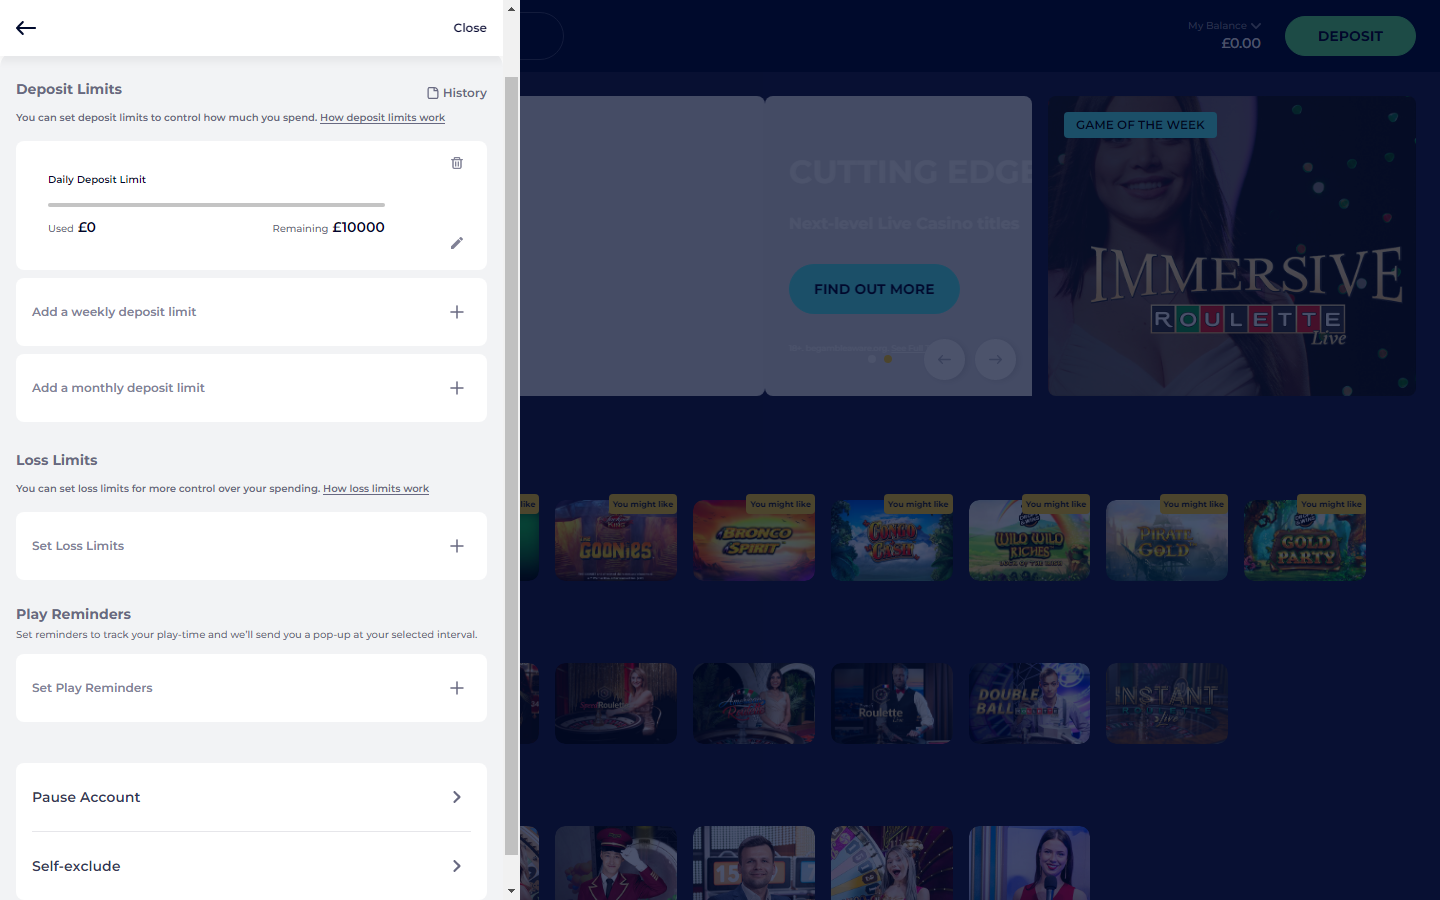 Close
Deposit Limits
History
You can set deposit limits to control how much you spend. How deposit limits work
Daily Deposit Limit
Used £0
Remaining £10000
Add a weekly deposit limit
Add a monthly deposit limit
Loss Limits
You can set loss limits for more control over your spending. How loss limits work
Set Loss Limits
Play Reminders
Set reminders to track your play-time and we'll send you a pop-up at your selected interval.
Set Play Reminders
Pause Account
Self-exclude
My Balance
£0.00
DEPOSIT
CUTTING EDGE
Next-level Live Casino titles
FIND OUT MORE
GAME OF THE WEEK
IMMERSIVE
ROULETTE
Live
like
You might like
You might like
You might like
You might like
You might like
You might like
GOONIES
BRONCO
SPIRIT
CONGO
CASH
WILD WILD
RICHES
PIRATE
GOLD
GOLD
PARTY
Roulette
Roulette
DOUBLE
BALL
INSTANT
ROULETTE
Live
15